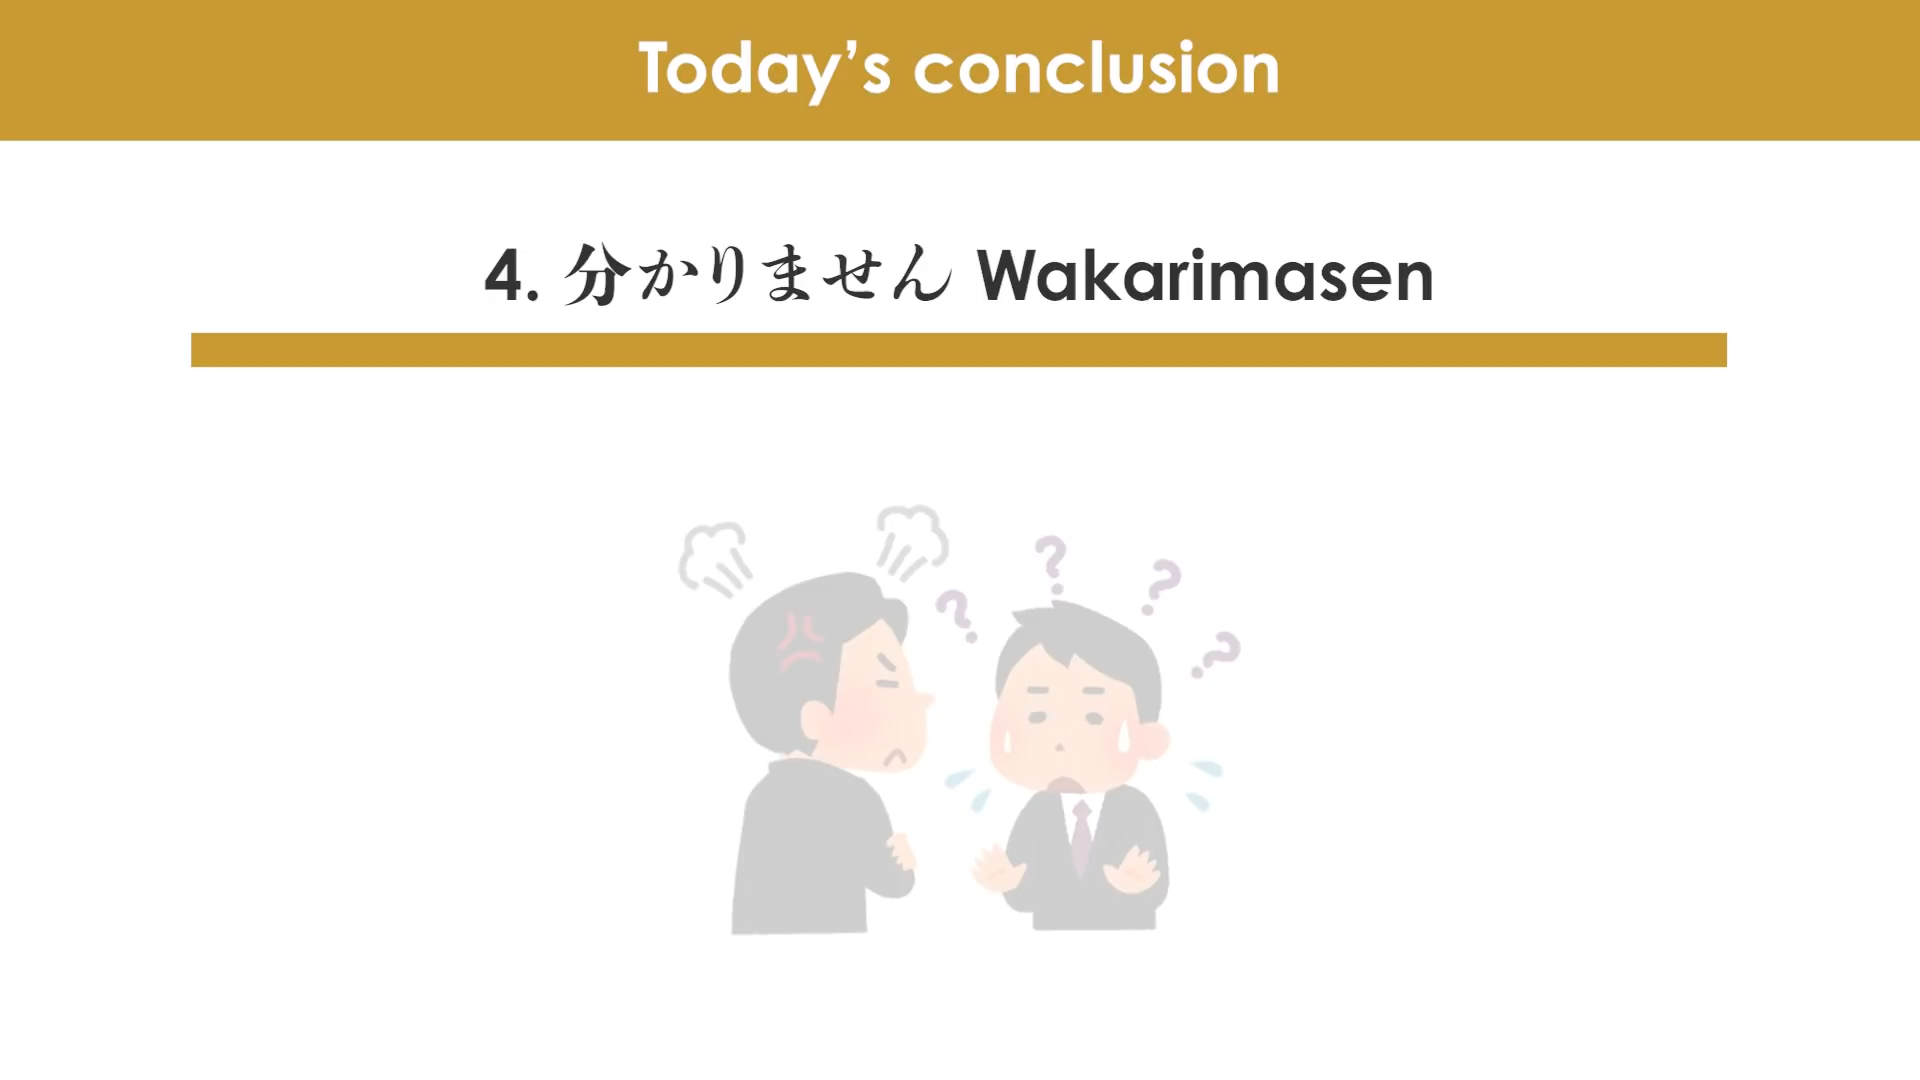 Today’s conclusion
4. 分かりません Wakarimasen
? ? ? ?